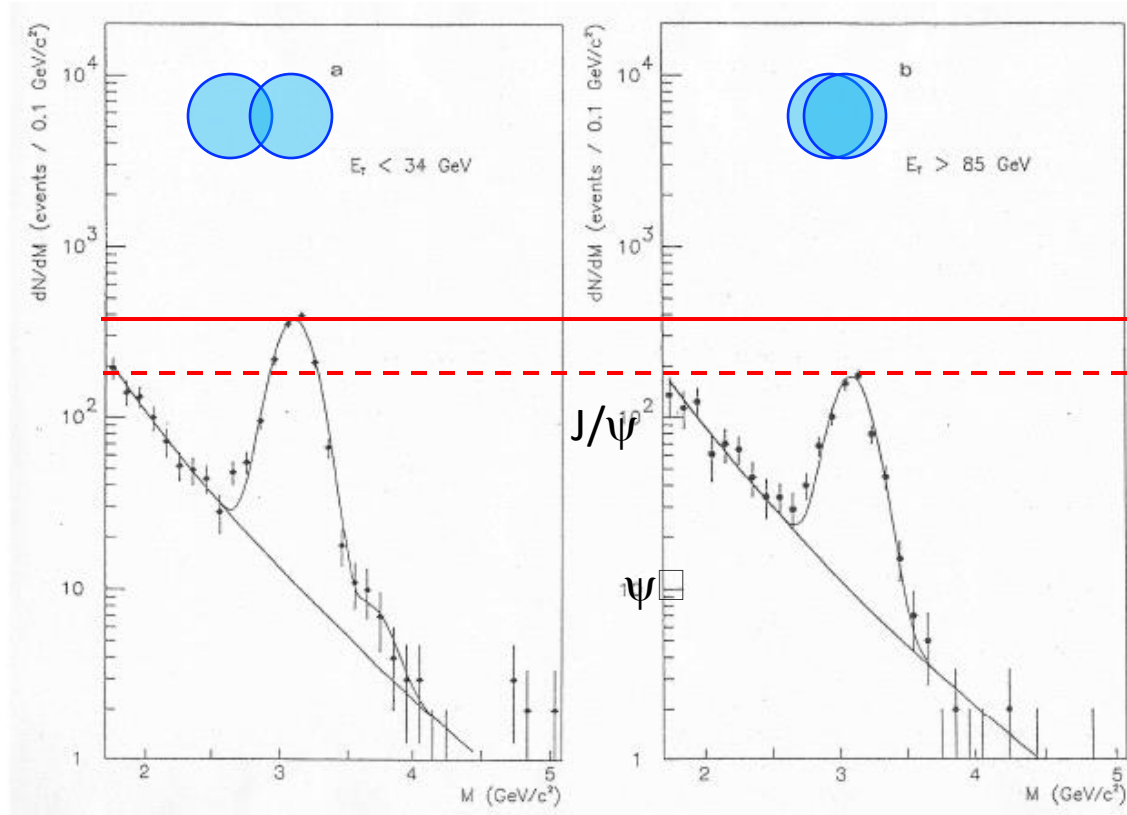 dN/dM (events / 0.1 GeV/c²)
10⁴
10³
10²
10
1
a
E_T < 34 GeV
2
3
4
5
M (GeV/c²)
dN/dM (events / 0.1 GeV/c²)
10⁴
10³
10²
10
1
b
E_T > 85 GeV
J/ψ
ψ□
2
3
4
5
M (GeV/c²)